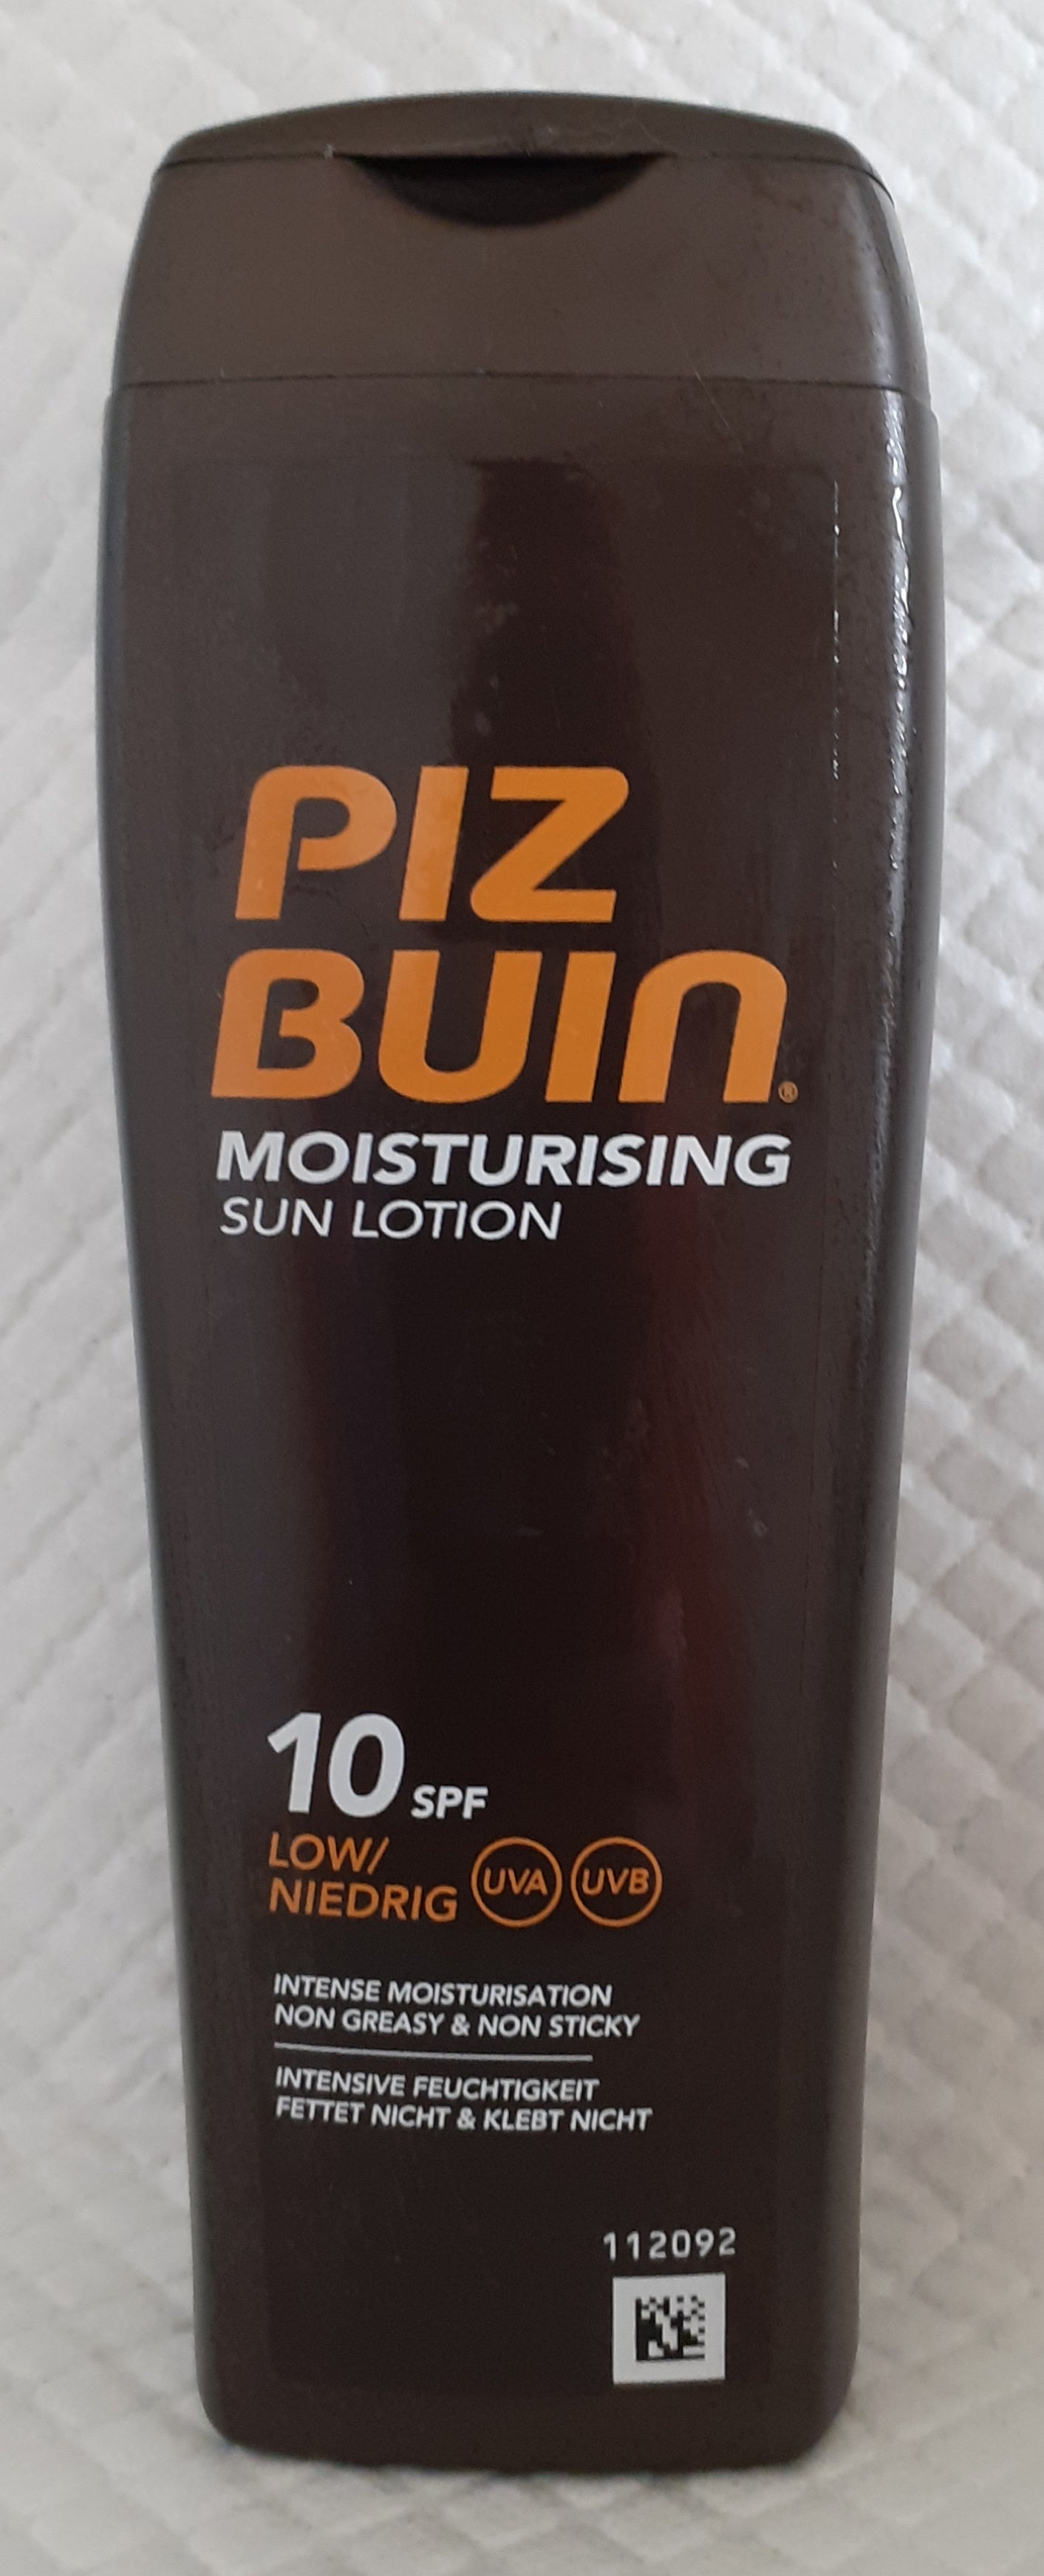 PIZ
BUIN®
MOISTURISING
SUN LOTION
10 SPF
LOW/
NIEDRIG UVA UVB
INTENSE MOISTURISATION
NON GREASY & NON STICKY
INTENSIVE FEUCHTIGKEIT
FETTET NICHT & KLEBT NICHT
112092